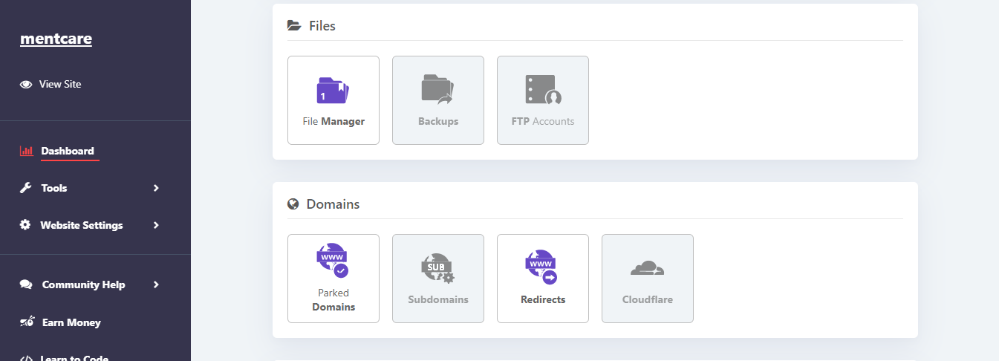 mentcare
View Site
Dashboard
Tools
Website Settings
Community Help
Earn Money
Learn to Code
Files
1
File Manager
Backups
FTP Accounts
Domains
WWW
Parked
Domains
SUB
Subdomains
WWW
Redirects
Cloudflare